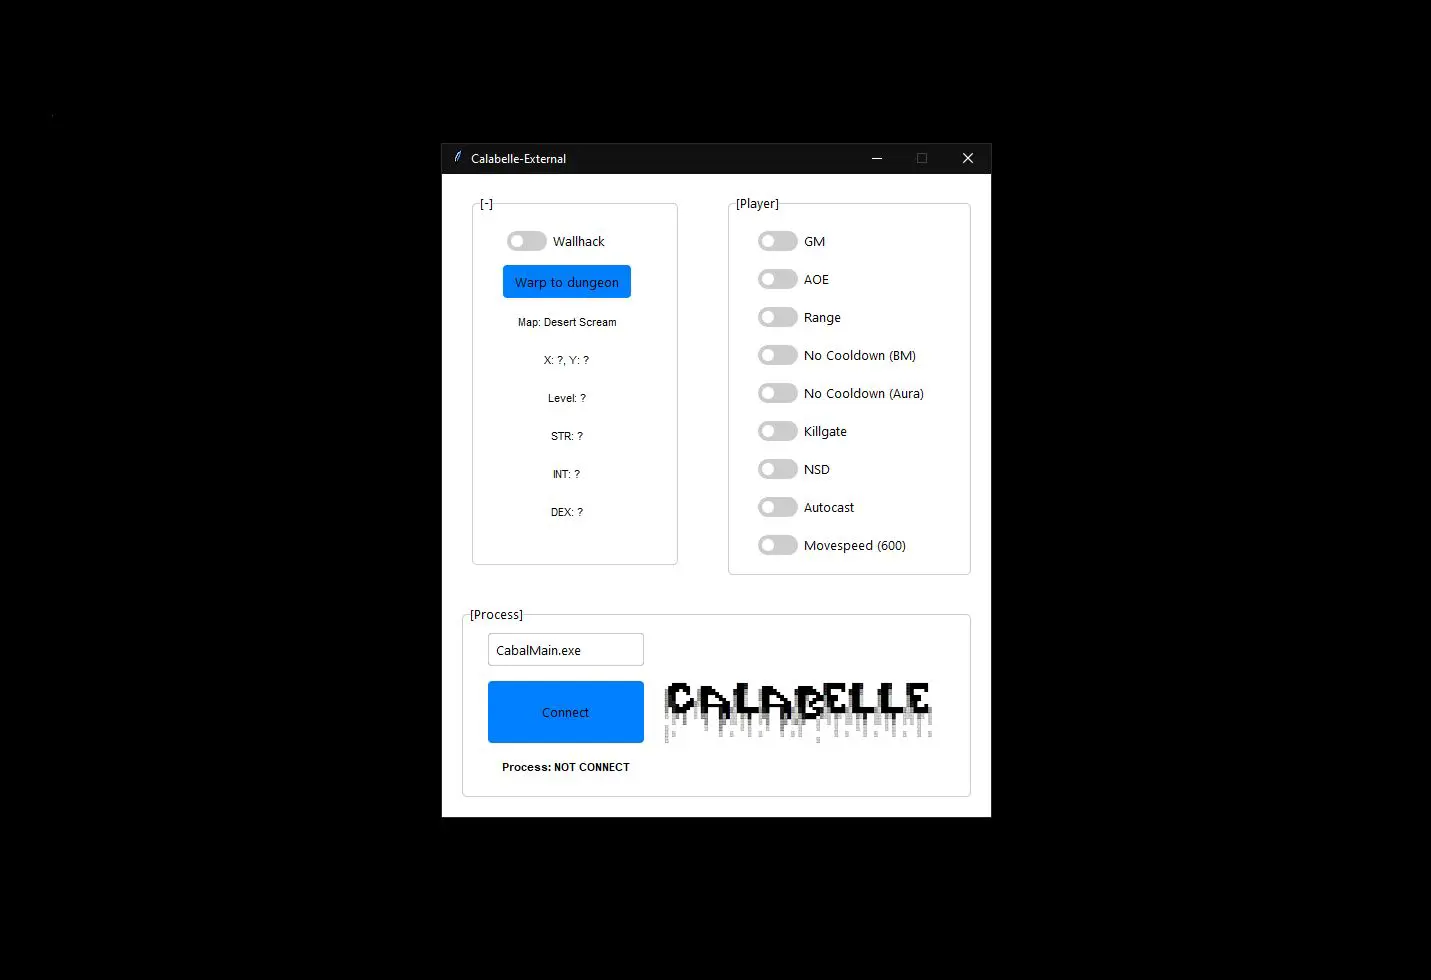 Calabelle-External
[-]
Wallhack
Warp to dungeon
Map: Desert Scream
X: ?, Y: ?
Level: ?
STR: ?
INT: ?
DEX: ?
[Player]
GM
AOE
Range
No Cooldown (BM)
No Cooldown (Aura)
Killgate
NSD
Autocast
Movespeed (600)
[Process]
CabalMain.exe
Connect
Process: NOT CONNECT
CALABELLE